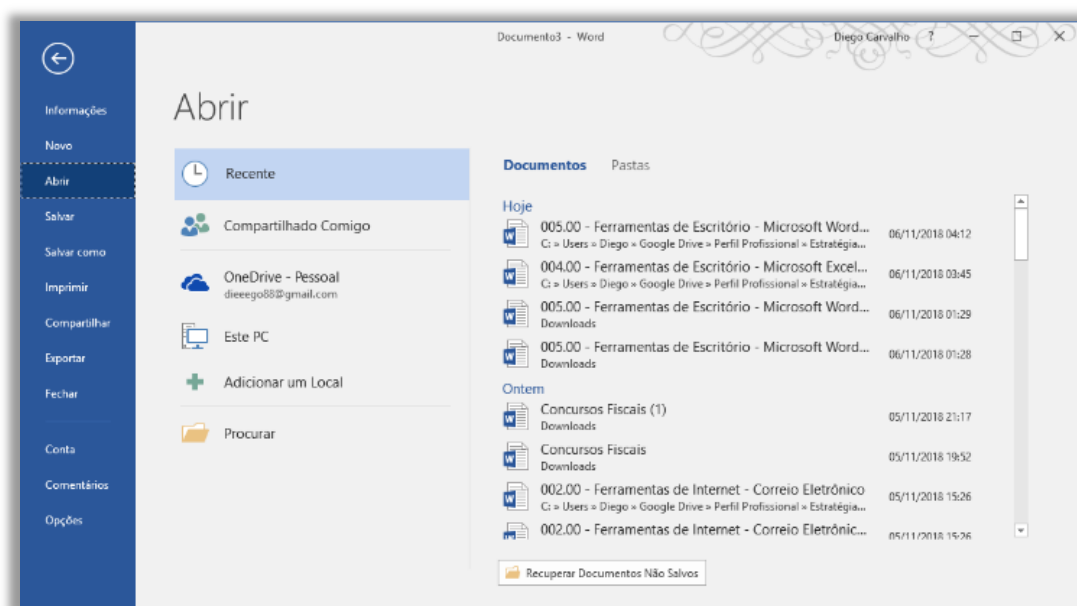 Documento3 - Word
Diego Carvalho ?
Informações
Novo
Abrir
Salvar
Salvar como
Imprimir
Compartilhar
Exportar
Fechar
Conta
Comentários
Opções
Abrir
Recente
Compartilhado Comigo
OneDrive - Pessoal
dieeego88@gmail.com
Este PC
Adicionar um Local
Procurar
Documentos Pastas
Hoje
005.00 - Ferramentas de Escritório - Microsoft Word... 06/11/2018 04:12
C: » Users » Diego » Google Drive » Perfil Profissional » Estratégia...
004.00 - Ferramentas de Escritório - Microsoft Excel... 06/11/2018 03:45
C: » Users » Diego » Google Drive » Perfil Profissional » Estratégia...
005.00 - Ferramentas de Escritório - Microsoft Word... 06/11/2018 01:29
Downloads
005.00 - Ferramentas de Escritório - Microsoft Word... 06/11/2018 01:28
Downloads
Ontem
Concursos Fiscais (1) 05/11/2018 21:17
Downloads
Concursos Fiscais 05/11/2018 19:52
Downloads
002.00 - Ferramentas de Internet - Correio Eletrônico 05/11/2018 15:26
C: » Users » Diego » Google Drive » Perfil Profissional » Estratégia...
002.00 - Ferramentas de Internet - Correio Eletrônic... 05/11/2018 15:26
Recuperar Documentos Não Salvos